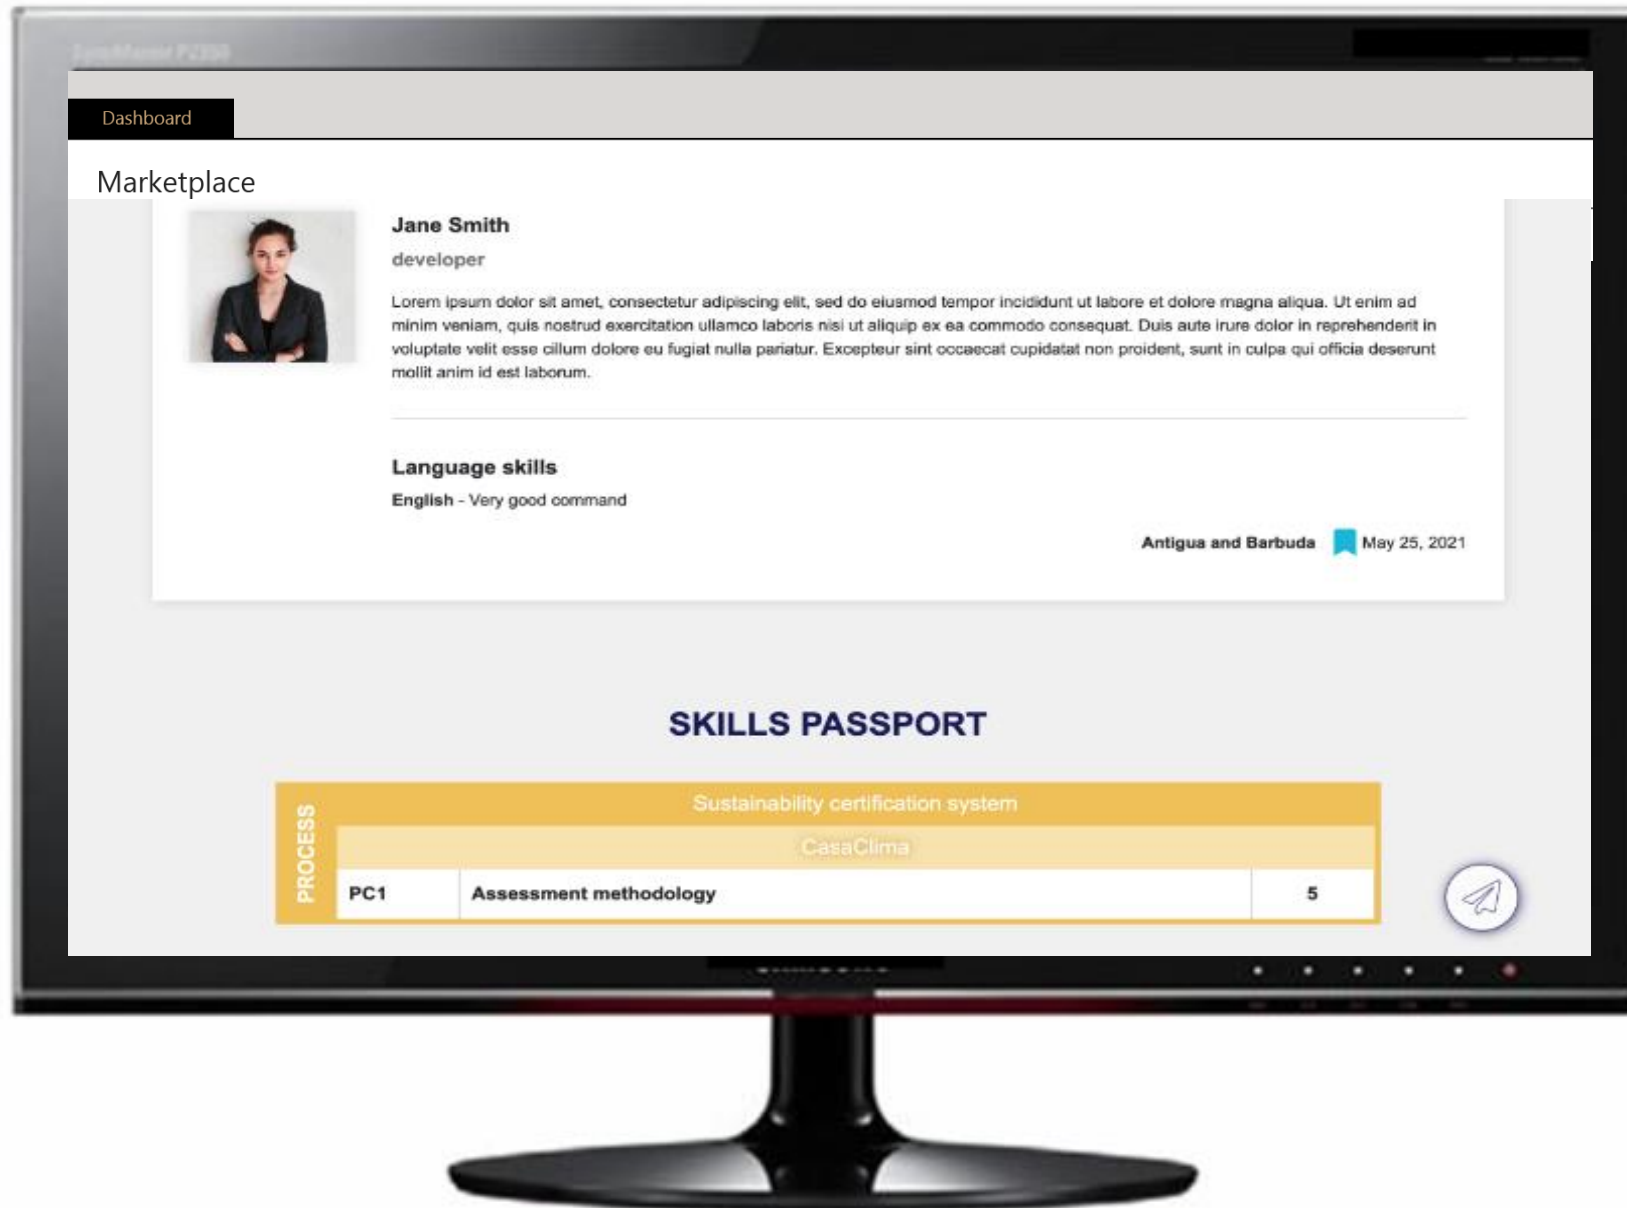 Dashboard
Marketplace
Jane Smith
developer
Lorem ipsum dolor sit amet, consectetur adipiscing elit, sed do eiusmod tempor incididunt ut labore et dolore magna aliqua. Ut enim ad
minim veniam, quis nostrud exercitation ullamco laboris nisi ut aliquip ex ea commodo consequat. Duis aute irure dolor in reprehenderit in
voluptate velit esse cillum dolore eu fugiat nulla pariatur. Excepteur sint occaecat cupidatat non proident, sunt in culpa qui officia deserunt
mollit anim id est laborum.
Language skills
English - Very good command
Antigua and Barbuda May 25, 2021
SKILLS PASSPORT
PROCESS
Sustainability certification system
CasaClima
PC1 Assessment methodology 5